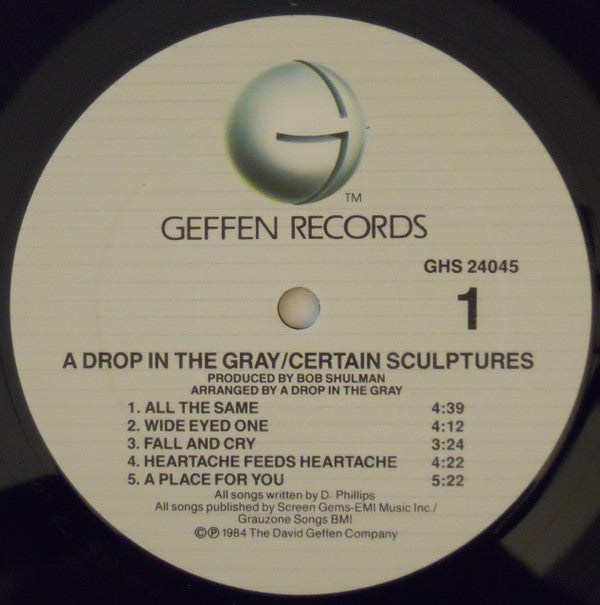 TM
GEFFEN RECORDS
GHS 24045
1
A DROP IN THE GRAY/CERTAIN SCULPTURES
PRODUCED BY BOB SHULMAN
ARRANGED BY A DROP IN THE GRAY
1. ALL THE SAME 4:39
2. WIDE EYED ONE 4:12
3. FALL AND CRY 3:24
4. HEARTACHE FEEDS HEARTACHE 4:22
5. A PLACE FOR YOU 5:22
All songs written by D. Phillips
All songs published by Screen Gems-EMI Music Inc./
Grauzone Songs BMI
©℗ 1984 The David Geffen Company